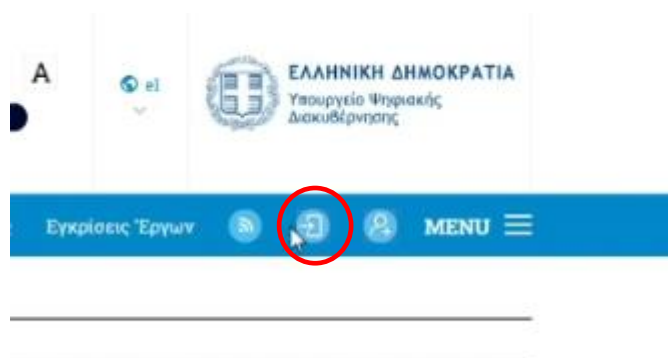 A
el
ΕΛΛΗΝΙΚΗ ΔΗΜΟΚΡΑΤΙΑ
Υπουργείο Ψηφιακής
Διακυβέρνησης
Εγκρίσεις Έργων
MENU